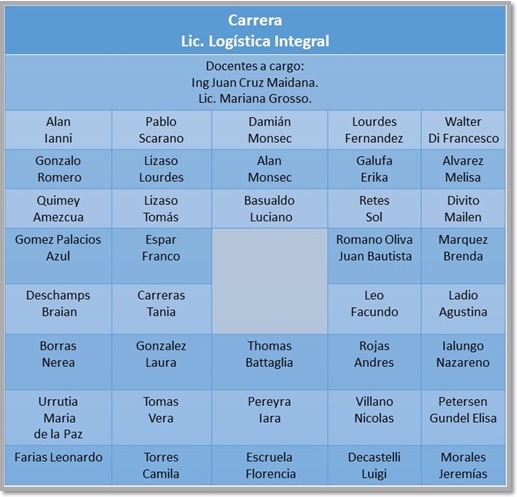 Carrera
Lic. Logística Integral
Docentes a cargo:
Ing Juan Cruz Maidana.
Lic. Mariana Grosso.
Alan
Ianni
Pablo
Scarano
Damián
Monsec
Lourdes
Fernandez
Walter
Di Francesco
Gonzalo
Romero
Lizaso
Lourdes
Alan
Monsec
Galufa
Erika
Alvarez
Melisa
Quimey
Amezcua
Lizaso
Tomás
Basualdo
Luciano
Retes
Sol
Divito
Mailen
Gomez Palacios
Azul
Espar
Franco
Romano Oliva
Juan Bautista
Marquez
Brenda
Deschamps
Braian
Carreras
Tania
Leo
Facundo
Ladio
Agustina
Borras
Nerea
Gonzalez
Laura
Thomas
Battaglia
Rojas
Andres
Ialungo
Nazareno
Urrutia
Maria
de la Paz
Tomas
Vera
Pereyra
Iara
Villano
Nicolas
Petersen
Gundel Elisa
Farias Leonardo
Torres
Camila
Escruela
Florencia
Decastelli
Luigi
Morales
Jeremías